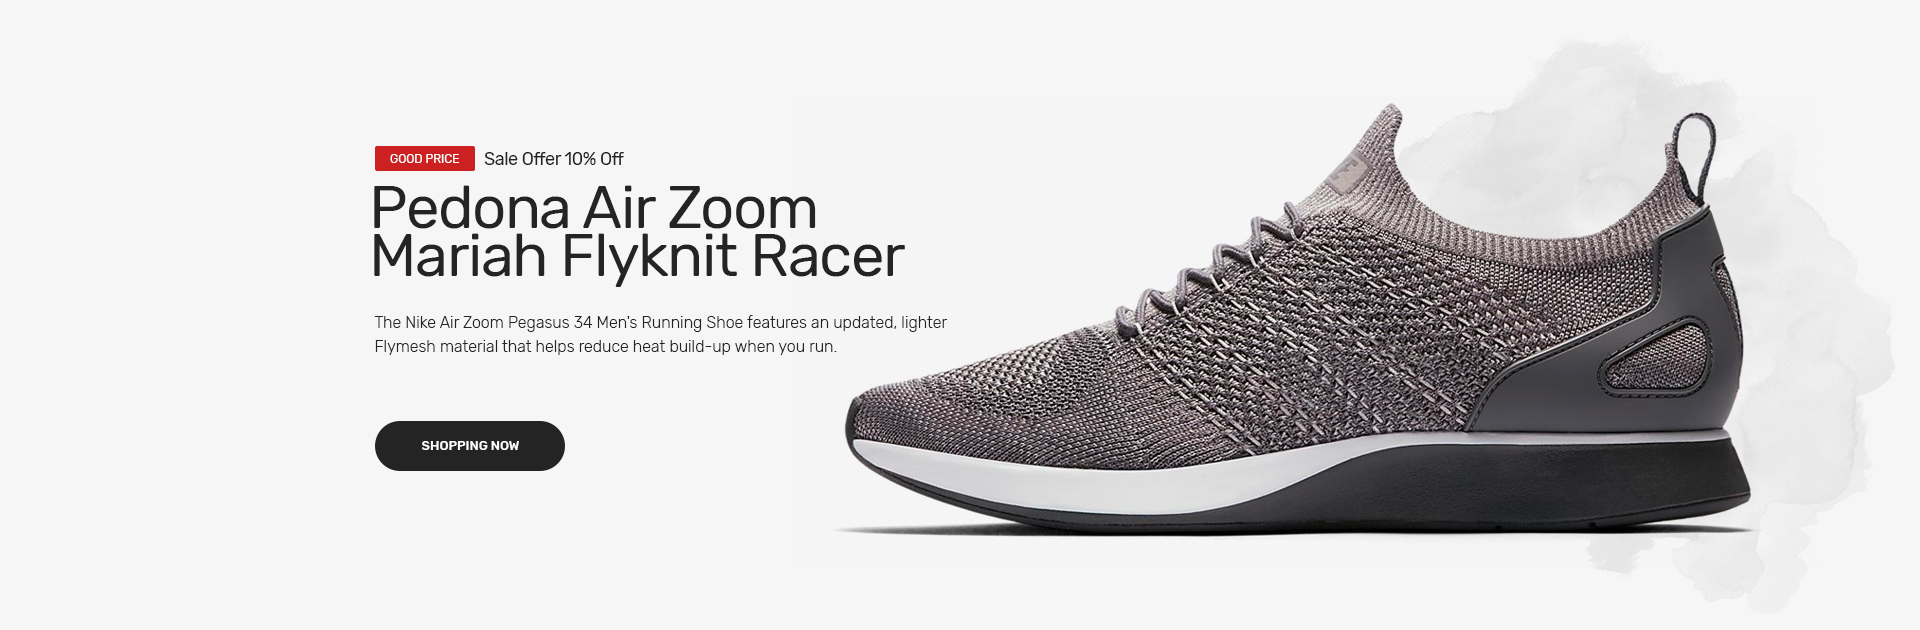 GOOD PRICE Sale Offer 10% Off
Pedona Air Zoom
Mariah Flyknit Racer
The Nike Air Zoom Pegasus 34 Men's Running Shoe features an updated, lighter
Flymesh material that helps reduce heat build-up when you run.
SHOPPING NOW